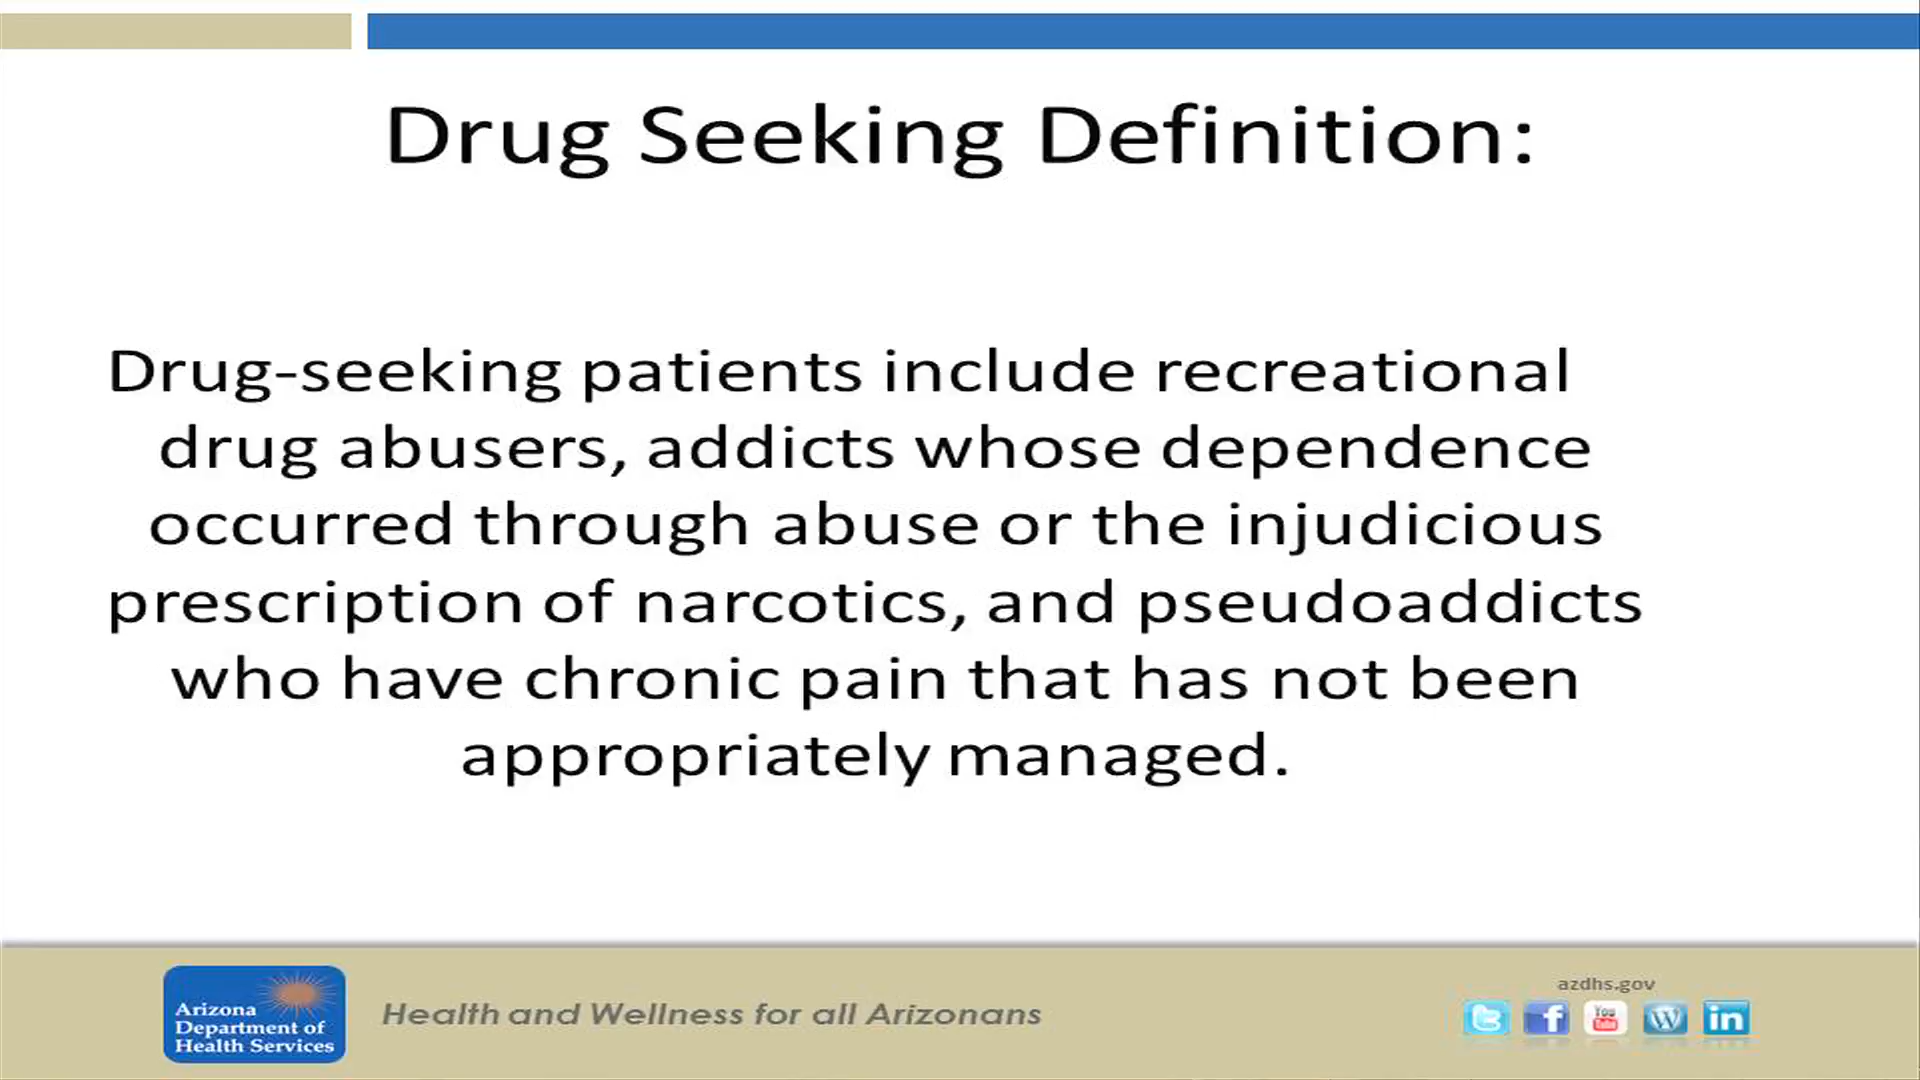 Drug Seeking Definition:
Drug-seeking patients include recreational
drug abusers, addicts whose dependence
occurred through abuse or the injudicious
prescription of narcotics, and pseudoaddicts
who have chronic pain that has not been
appropriately managed.
Arizona
Department of
Health Services
Health and Wellness for all Arizonans
azdhs.gov
You
Tube